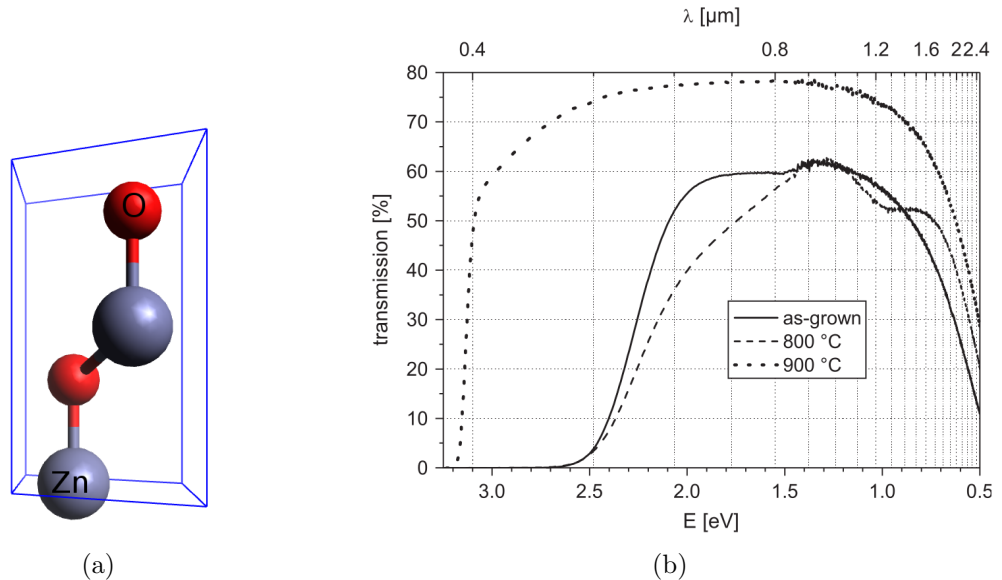 O
Zn
(a)
λ [µm]
0.4 0.8 1.2 1.6 2 2.4
80
70
60
50
40
30
20
10
0
transmission [%]
as-grown
800 °C
900 °C
3.0 2.5 2.0 1.5 1.0 0.5
E [eV]
(b)